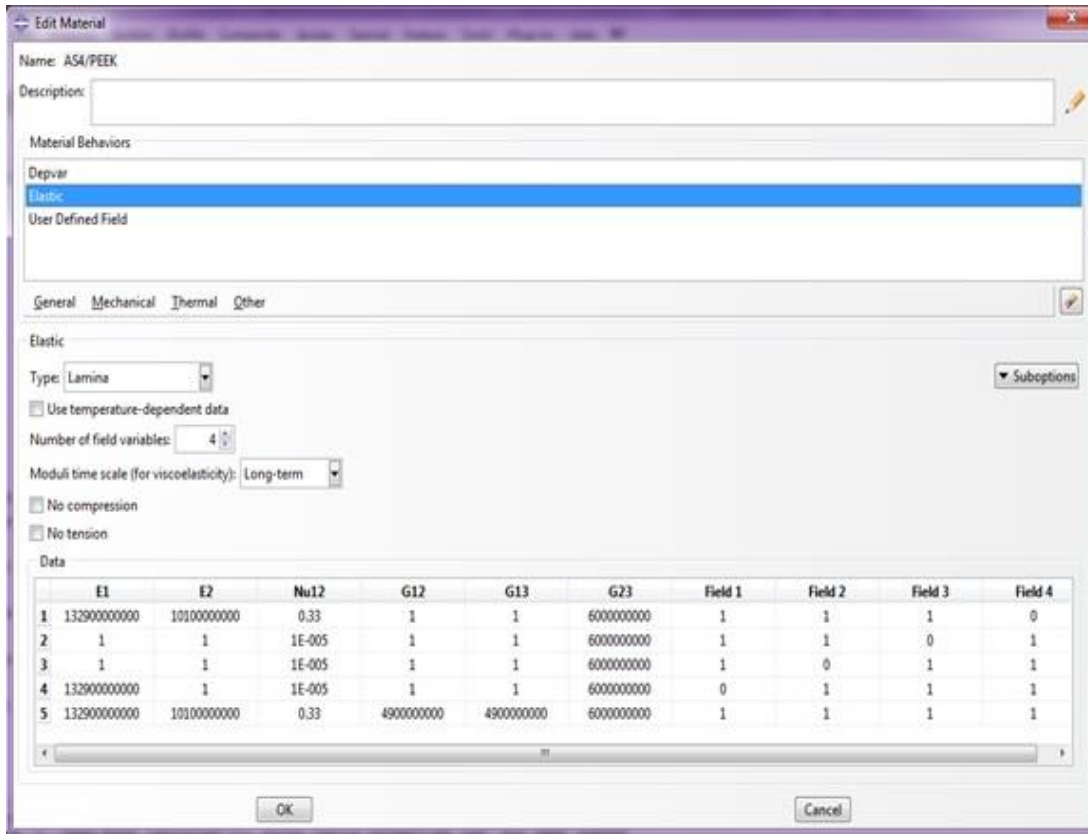 Edit Material
Name: AS4/PEEK
Description:
Material Behaviors
Depvar
Elastic
User Defined Field
General Mechanical Thermal Other
Elastic
Type: Lamina
▼ Suboptions
Use temperature-dependent data
Number of field variables: 4
Moduli time scale (for viscoelasticity): Long-term
No compression
No tension
Data
E1 E2 Nu12 G12 G13 G23 Field 1 Field 2 Field 3 Field 4
1 132900000000 10100000000 0.33 1 1 6000000000 1 1 1 0
2 1 1 1E-005 1 1 6000000000 1 1 0 1
3 1 1 1E-005 1 1 6000000000 1 0 1 1
4 132900000000 1 1E-005 1 1 6000000000 0 1 1 1
5 132900000000 10100000000 0.33 4900000000 4900000000 6000000000 1 1 1 1
OK Cancel